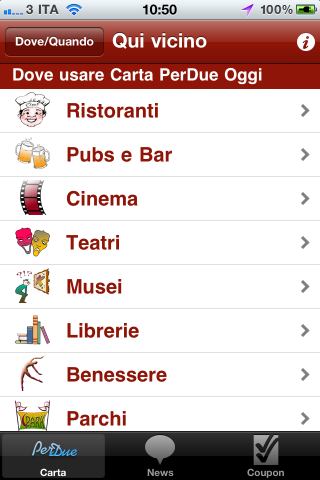 3 ITA 10:50 100%
Dove/Quando Qui vicino i
Dove usare Carta PerDue Oggi
Ristoranti
Pubs e Bar
Cinema
Teatri
Musei
Librerie
Benessere
Parchi
PerDue
Carta News Coupon